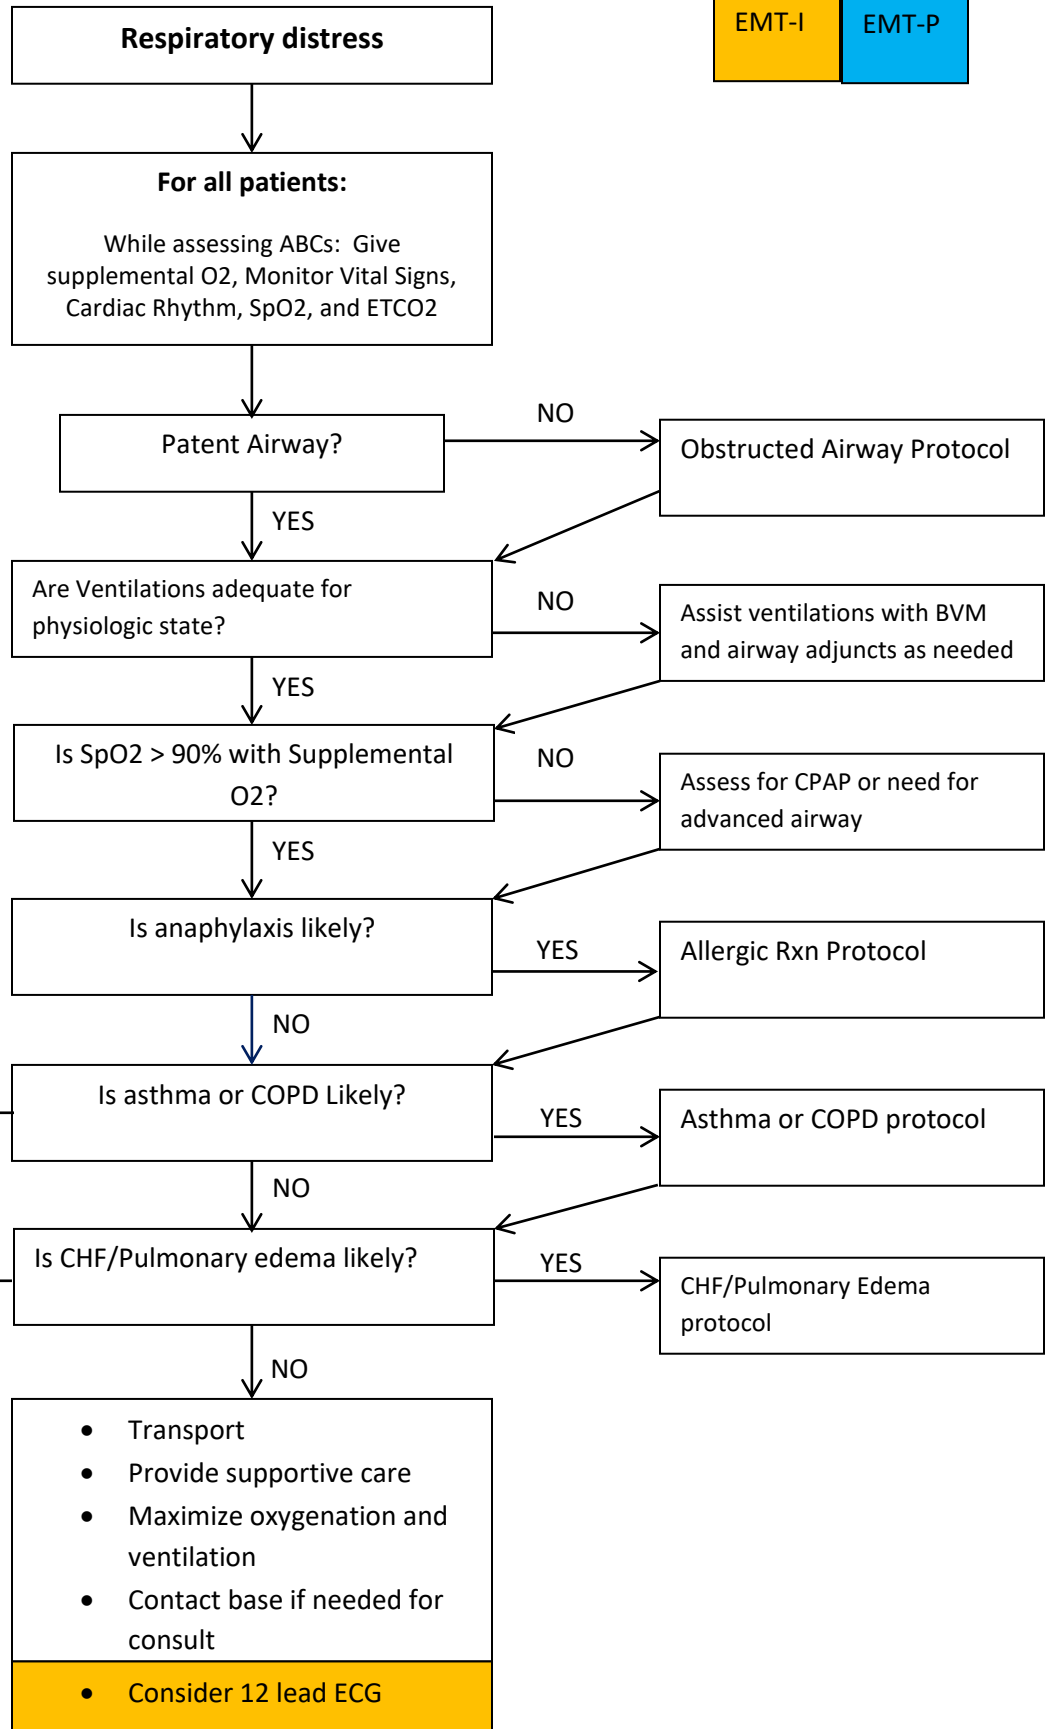 EMT-I
EMT-P
Respiratory distress
For all patients:
While assessing ABCs: Give
supplemental O2, Monitor Vital Signs,
Cardiac Rhythm, SpO2, and ETCO2
Patent Airway?
NO
Obstructed Airway Protocol
YES
Are Ventilations adequate for
physiologic state?
NO
Assist ventilations with BVM
and airway adjuncts as needed
YES
Is SpO2 > 90% with Supplemental
O2?
NO
Assess for CPAP or need for
advanced airway
YES
Is anaphylaxis likely?
YES
Allergic Rxn Protocol
NO
Is asthma or COPD Likely?
YES
Asthma or COPD protocol
NO
Is CHF/Pulmonary edema likely?
YES
CHF/Pulmonary Edema
protocol
NO
• Transport
• Provide supportive care
• Maximize oxygenation and
ventilation
• Contact base if needed for
consult
• Consider 12 lead ECG